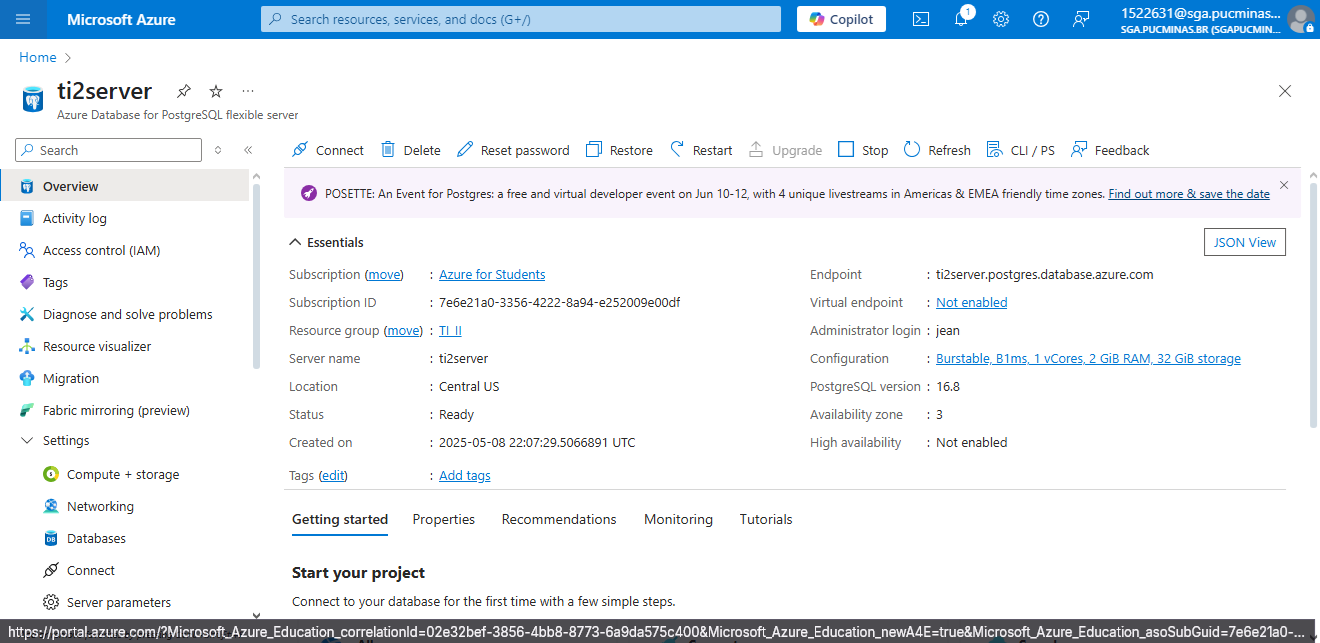 Microsoft Azure
Search resources, services, and docs (G+/)
Copilot
1
1522631@sga.pucminas...
SGA.PUCMINAS.BR (SGAPUCMIN...
Home
ti2server
Azure Database for PostgreSQL flexible server
Search
Connect
Delete
Reset password
Restore
Restart
Upgrade
Stop
Refresh
CLI / PS
Feedback
Overview
Activity log
Access control (IAM)
Tags
Diagnose and solve problems
Resource visualizer
Migration
Fabric mirroring (preview)
Settings
Compute + storage
Networking
Databases
Connect
Server parameters
POSETTE: An Event for Postgres: a free and virtual developer event on Jun 10-12, with 4 unique livestreams in Americas & EMEA friendly time zones. Find out more & save the date
Essentials
JSON View
Subscription (move) : Azure for Students
Subscription ID : 7e6e21a0-3356-4222-8a94-e252009e00df
Resource group (move) : TI_II
Server name : ti2server
Location : Central US
Status : Ready
Created on : 2025-05-08 22:07:29.5066891 UTC
Tags (edit) : Add tags
Endpoint : ti2server.postgres.database.azure.com
Virtual endpoint : Not enabled
Administrator login : jean
Configuration : Burstable, B1ms, 1 vCores, 2 GiB RAM, 32 GiB storage
PostgreSQL version : 16.8
Availability zone : 3
High availability : Not enabled
Getting started
Properties
Recommendations
Monitoring
Tutorials
Start your project
Connect to your database for the first time with a few simple steps.
https://portal.azure.com/?Microsoft_Azure_Education_correlationId=02e32bef-3856-4bb8-8773-6a9da575c400&Microsoft_Azure_Education_newA4E=true&Microsoft_Azure_Education_asoSubGuid=7e6e21a0-...